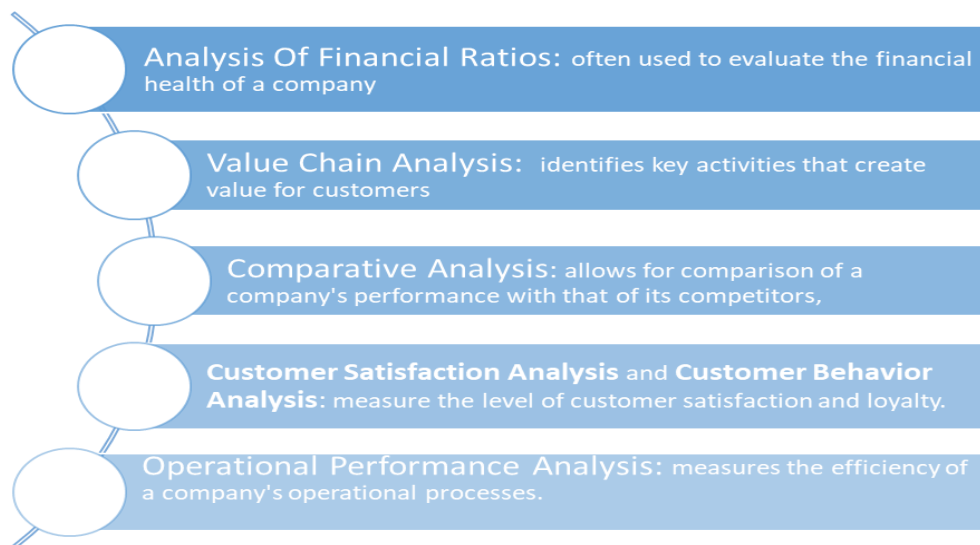 Analysis Of Financial Ratios: often used to evaluate the financial
health of a company
Value Chain Analysis: identifies key activities that create
value for customers
Comparative Analysis: allows for comparison of a
company's performance with that of its competitors,
Customer Satisfaction Analysis and Customer Behavior
Analysis: measure the level of customer satisfaction and loyalty.
Operational Performance Analysis: measures the efficiency of
a company's operational processes.